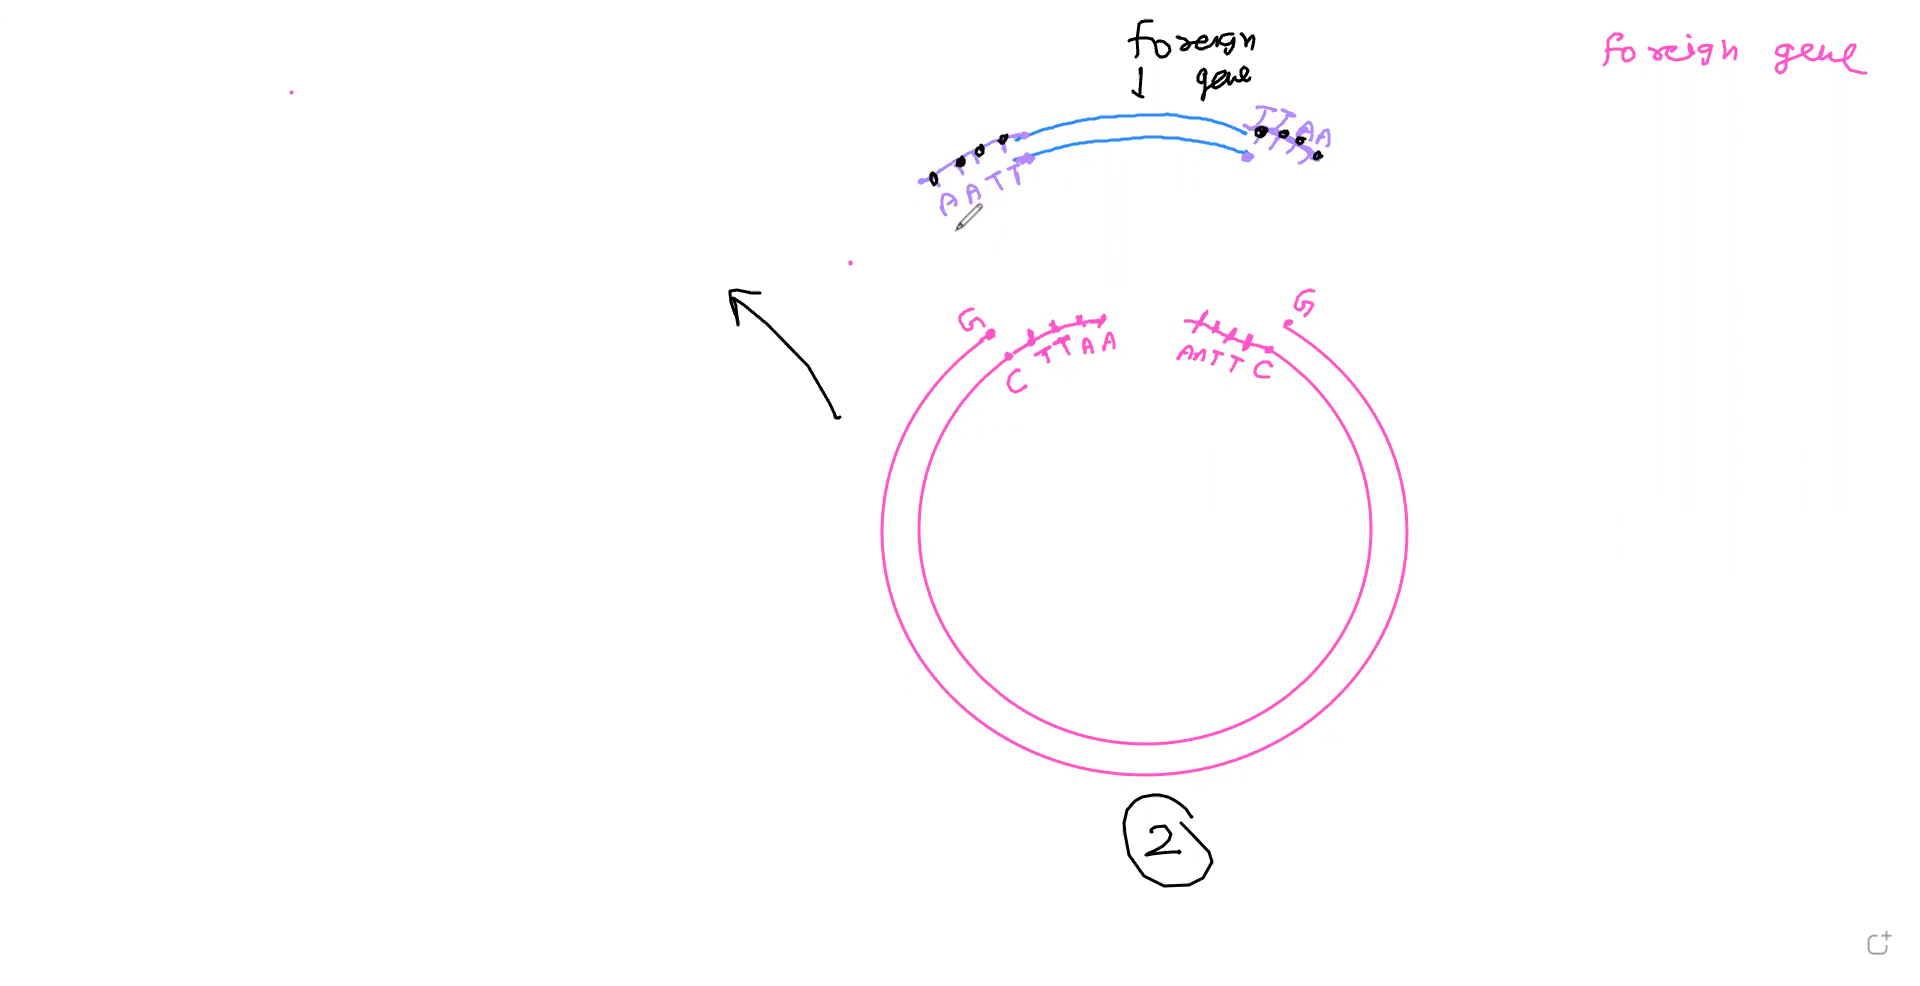 foreign
gene
foreign gene
TTAA
AATT
G
G
C TTAA
AATTC
2